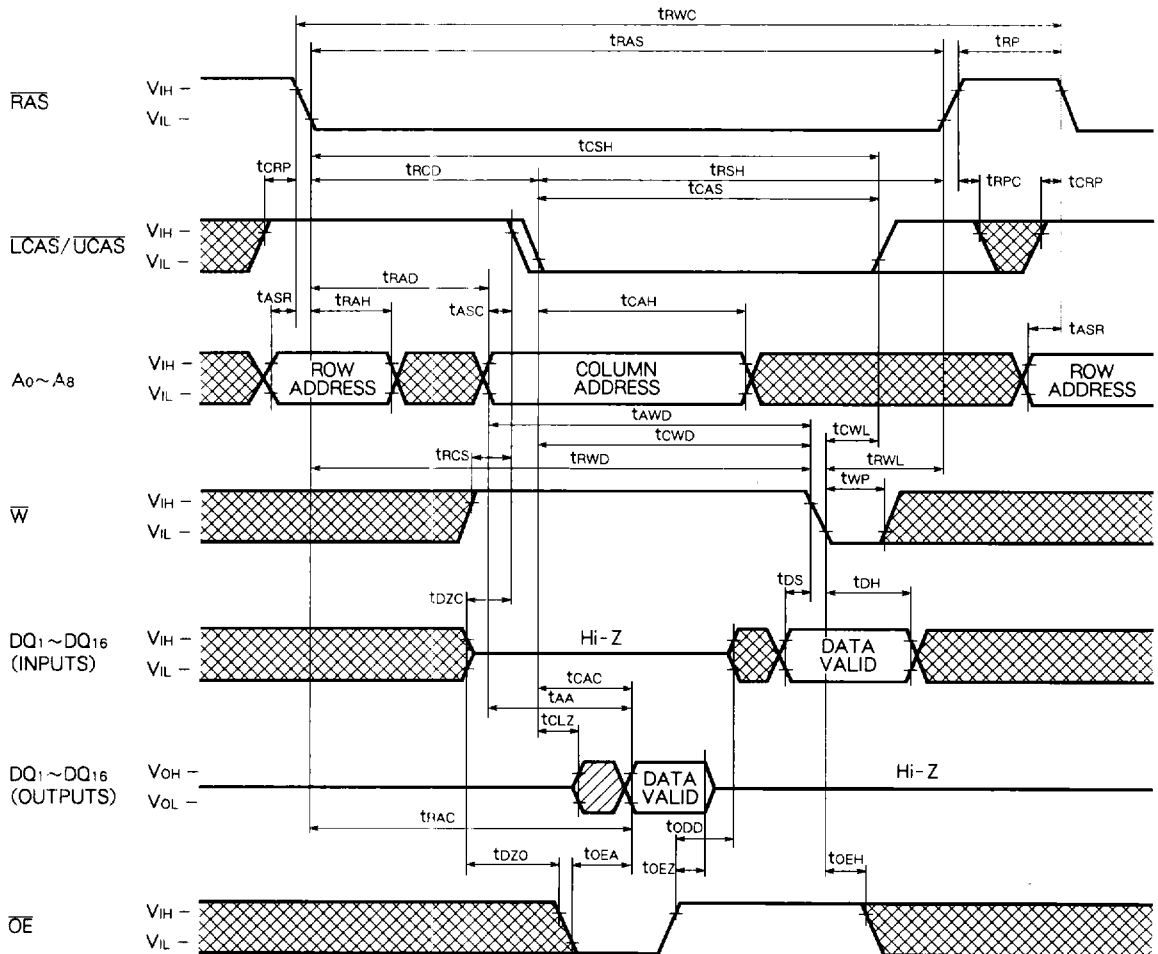 tRWC
tRAS
tRP
RAS
VIH
VIL
tCSH
tCRP
tRCD
tRSH
tCAS
tRPC
tCRP
LCAS/UCAS
VIH
VIL
tRAD
tASR
tRAH
tASC
tCAH
tASR
A0~A8
VIH
VIL
ROW
ADDRESS
COLUMN
ADDRESS
ROW
ADDRESS
tAWD
tCWD
tCWL
tRCS
tRWD
tRWL
tWP
W
VIH
VIL
tDZC
tDS
tDH
DQ1~DQ16
(INPUTS)
VIH
VIL
Hi-Z
DATA
VALID
tCAC
tAA
tCLZ
DQ1~DQ16
(OUTPUTS)
VOH
VOL
DATA
VALID
Hi-Z
tRAC
tODD
tDZO
tOEA
tOEZ
tOEH
OE
VIH
VIL